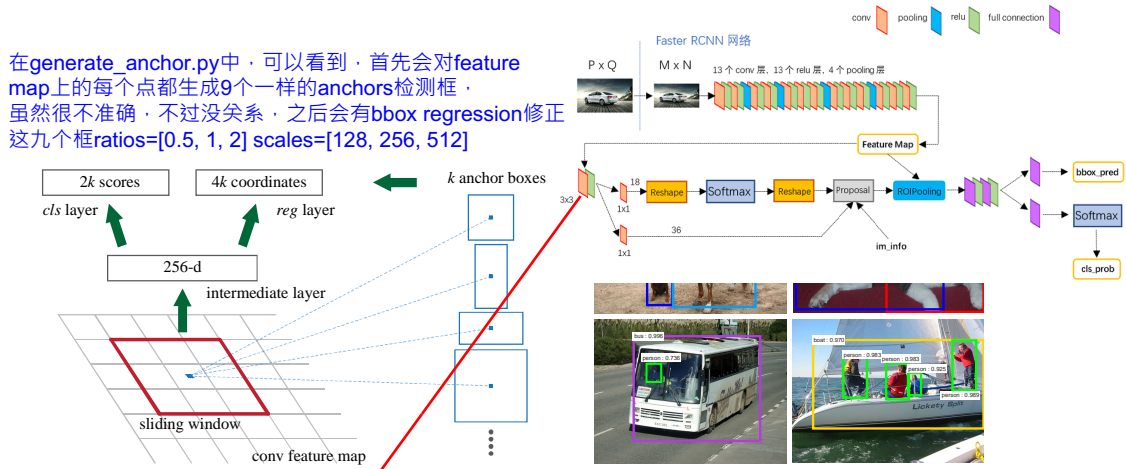 conv
pooling
relu
full connection
在generate_anchor.py中，可以看到，首先会对feature
map上的每个点都生成9个一样的anchors检测框，
虽然很不准确，不过没关系，之后会有bbox regression修正
这九个框ratios=[0.5, 1, 2] scales=[128, 256, 512]
Faster RCNN 网络
P x Q
M x N
13 个 conv 层, 13 个 relu 层, 4 个 pooling 层
Feature Map
2k scores
4k coordinates
k anchor boxes
cls layer
reg layer
256-d
intermediate layer
sliding window
conv feature map
3x3
18
1x1
Reshape
Softmax
Reshape
Proposal
ROIPooling
bbox_pred
36
1x1
im_info
Softmax
cls_prob
bus : 0.996
person : 0.736
boat : 0.970
person : 0.983
person : 0.983
person : 0.925
person : 0.989
Lickety Split